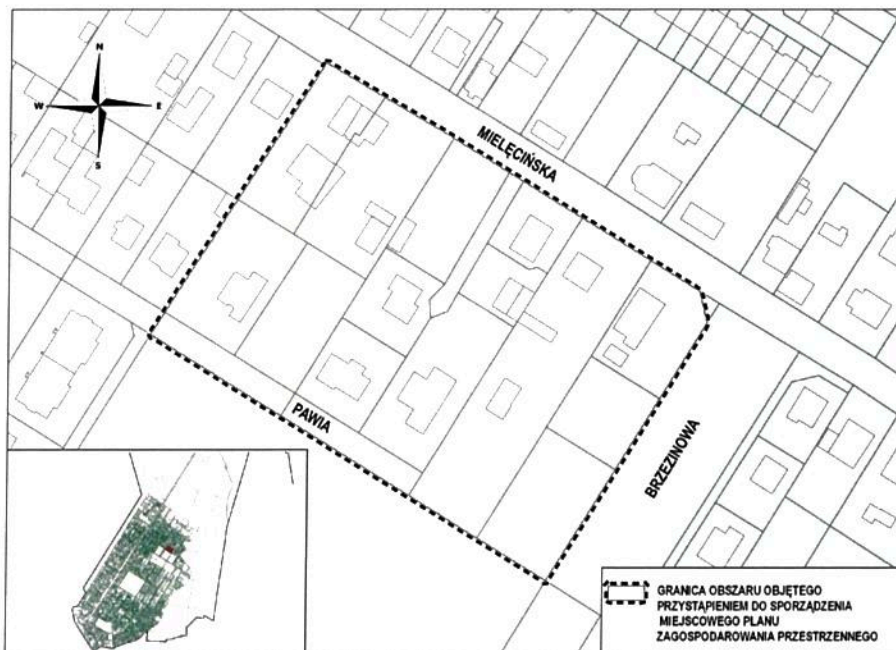 N
W E
S
MIELĘCIŃSKA
PAWIA
BRZEZINOWA
GRANICA OBSZARU OBJĘTEGO
PRZYSTĄPIENIEM DO SPORZĄDZENIA
MIEJSCOWEGO PLANU
ZAGOSPODAROWANIA PRZESTRZENNEGO